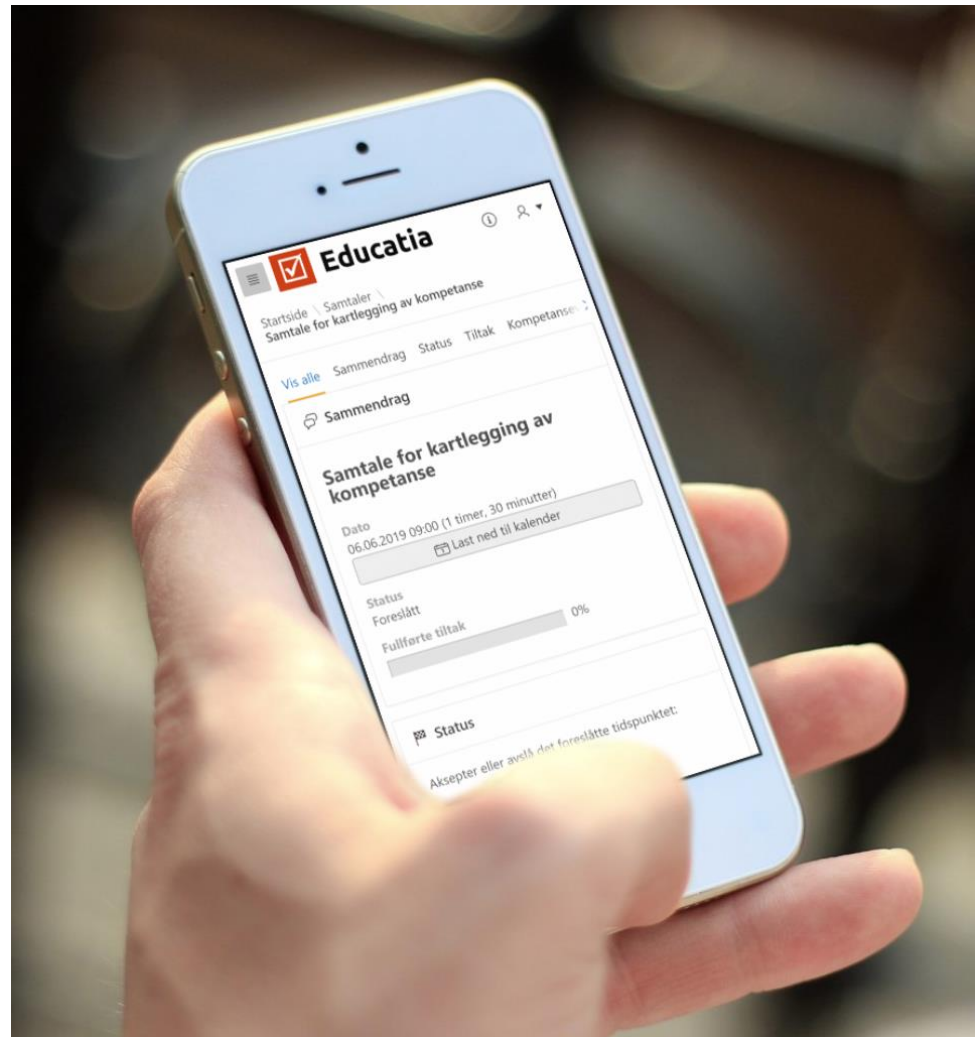 Educatia
Startside \ Samtaler \
Samtale for kartlegging av kompetanse
Vis alle Sammendrag Status Tiltak
Sammendrag
Samtale for kartlegging av
kompetanse
Dato
06.06.2019 09:00 (1 timer, 30 minutter)
Last ned til kalender
Status
Foreslått
Fullførte tiltak
0%
Status
Aksepter eller avslå det foreslåtte tidspunktet: